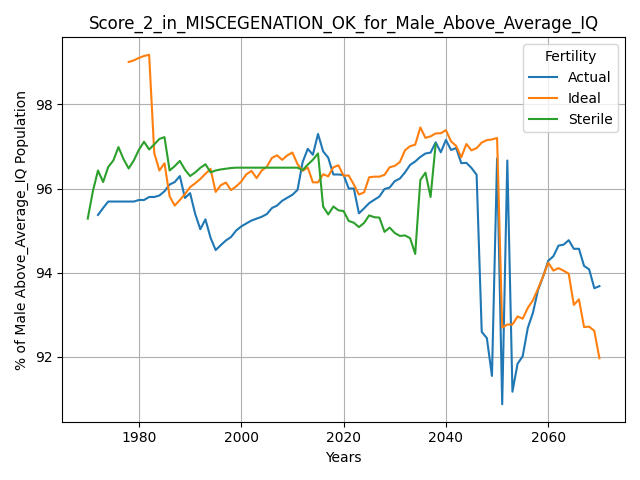 Score_2_in_MISCEGENATION_OK_for_Male_Above_Average_IQ
% of Male Above_Average_IQ Population
98
96
94
92
Fertility
Actual
Ideal
Sterile
1980 2000 2020 2040 2060
Years